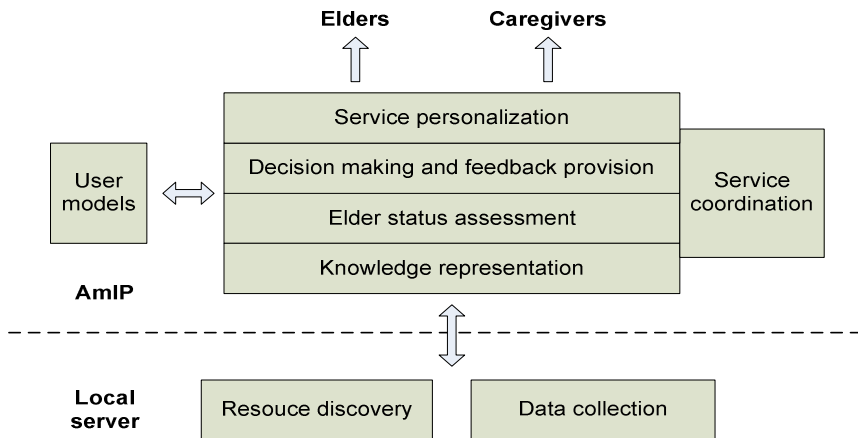 Elders
Caregivers
Service personalization
Decision making and feedback provision
Elder status assessment
Knowledge representation
User
models
Service
coordination
AmIP
Local
server
Resouce discovery
Data collection